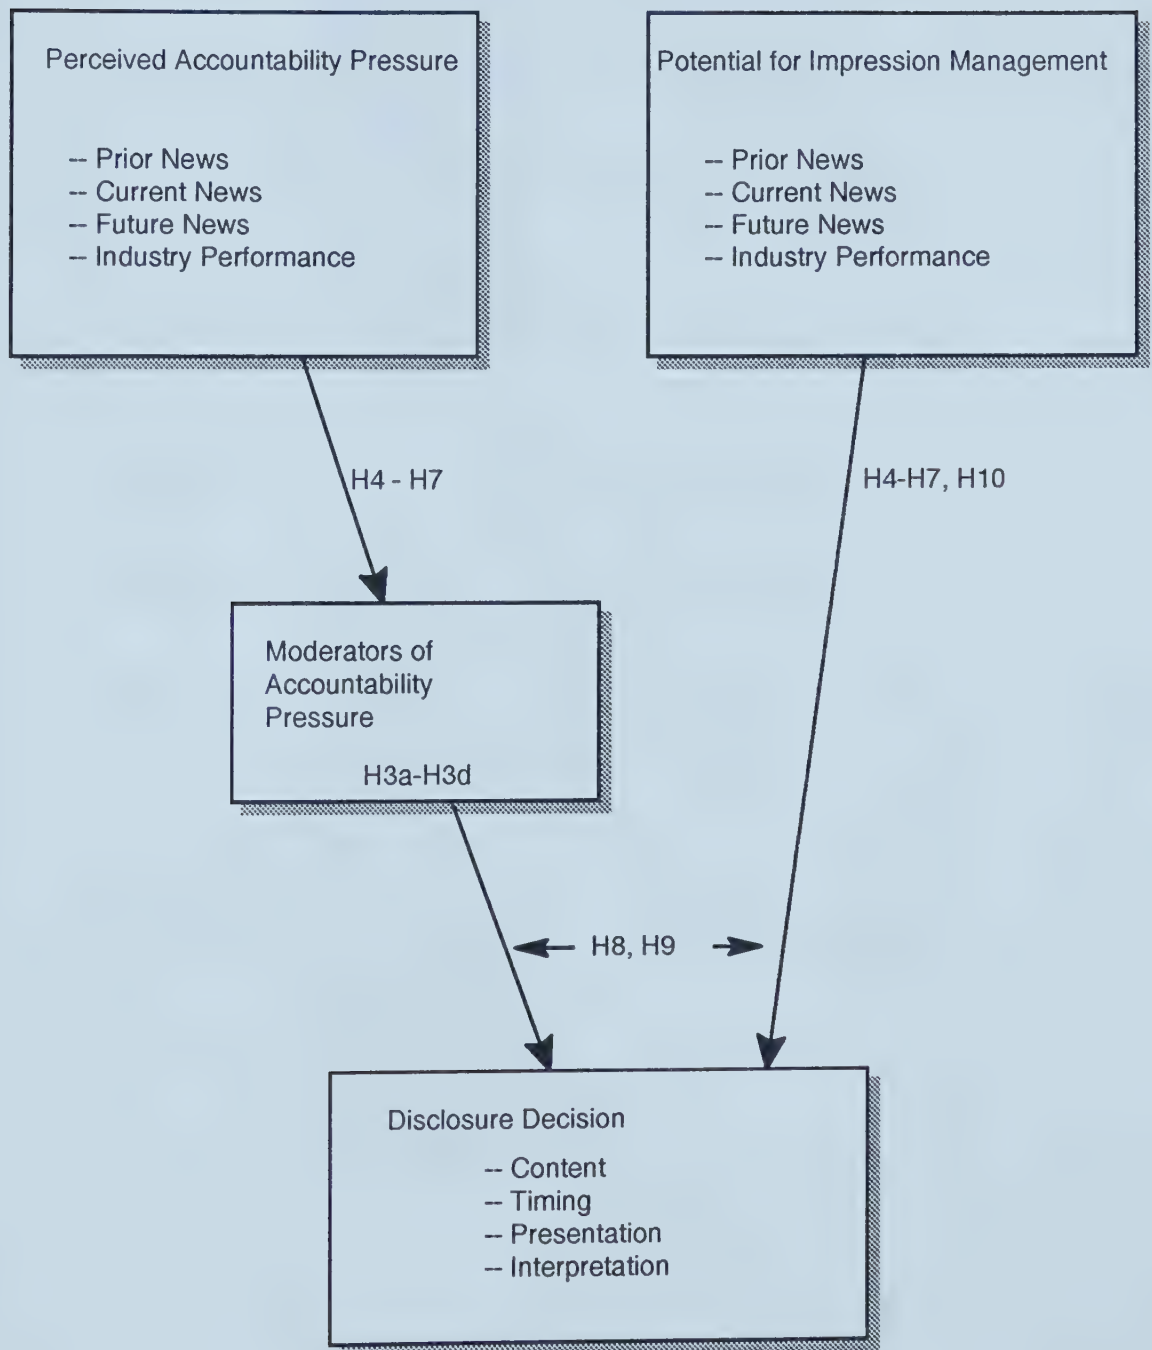 Perceived Accountability Pressure
-- Prior News
-- Current News
-- Future News
-- Industry Performance
Potential for Impression Management
-- Prior News
-- Current News
-- Future News
-- Industry Performance
H4 - H7
H4-H7, H10
Moderators of
Accountability
Pressure
H3a-H3d
H8, H9
Disclosure Decision
-- Content
-- Timing
-- Presentation
-- Interpretation